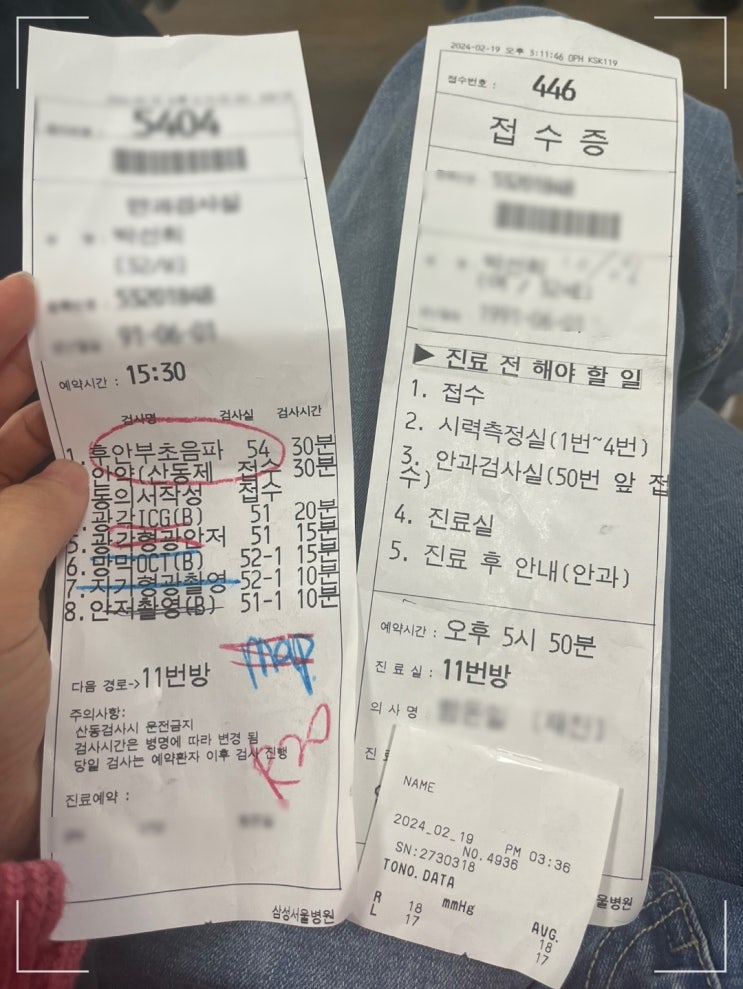 5404
예약시간 : 15:30
검사명 검사실 검사시간
1. 후안부초음파 54 30분
안약(산동제 접수 30분
동의서작성 접수
광각ICG(B) 51 20분
5. 광각형광안저 51 15분
6. 망막OCT(B) 52-1 15분
7. 자가형광촬영 52-1 10분
8. 안저촬영(B) 51-1 10분
map
다음 경로->11번방
주의사항:
산동검사시 운전금지
검사시간은 병명에 따라 변경 됨
당일 검사는 예약환자 이후 검사 진행
진료예약 :
삼성서울병원
2024-02-19 오후 3:11:46 OPH KSK119
접수번호 : 446
접수증
▶ 진료 전 해야 할 일
1. 접수
2. 시력측정실(1번~4번)
3. 안과검사실(50번 앞 접
수)
4. 진료실
5. 진료 후 안내(안과)
예약시간 : 오후 5시 50분
진료실 : 11번방
의사명
진
울병원
NAME
2024_02_19 PM 03:36
SN:2730318 NO.4936
TONO.DATA
mmHg AVG.
R 18 18
L 17 17